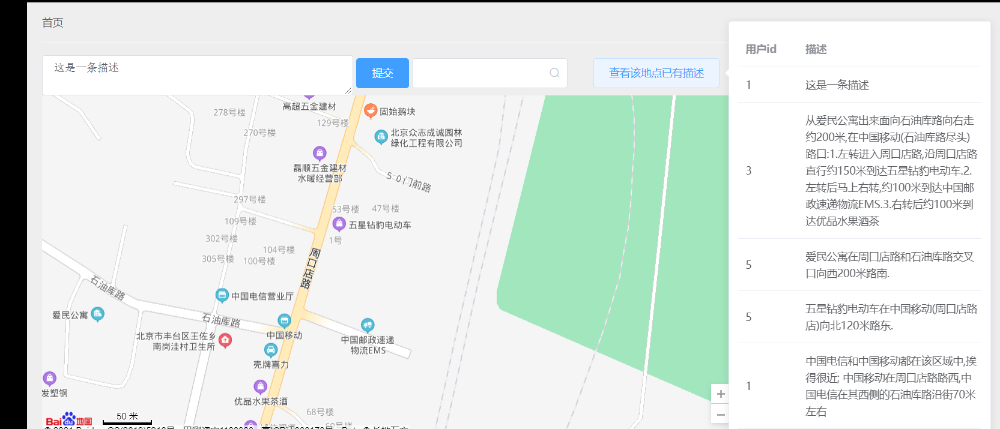 首页
这是一条描述
提交
查看该地点已有描述
278号楼
270号楼
高超五金建材
129号楼
固始鹅块
北京众志成诚园林
绿化工程有限公司
磊顺五金建材
水暖经营部
50门前路
297号楼
109号楼
53号楼
47号楼
五星钻豹电动车
1号
302号楼
104号楼
305号楼
100号楼
周口店路
石油库路
中国电信营业厅
爱民公寓
石油库路
北京市丰台区王佐乡
南岗洼村卫生所
中国移动
中国邮政速递
物流EMS
壳牌喜力
发塑钢
优品水果茶酒
68号楼
Bai du 地图
50 米
用户id 描述
1 这是一条描述
从爱民公寓出来面向石油库路向右走
约200米,在中国移动(石油库路尽头)
路口:1.左转进入周口店路,沿周口店路
3 直行约150米到达五星钻豹电动车.2.
左转后马上右转,约100米到达中国邮
政速递物流EMS.3.右转后约100米到
达优品水果酒茶
5 爱民公寓在周口店路和石油库路交叉
口向西200米路南.
5 五星钻豹电动车在中国移动(周口店路
店)向北120米路东.
中国电信和中国移动都在该区域中,挨
得很近; 中国移动在周口店路路西,中
1 国电信在其西侧的石油库路沿街70米
左右